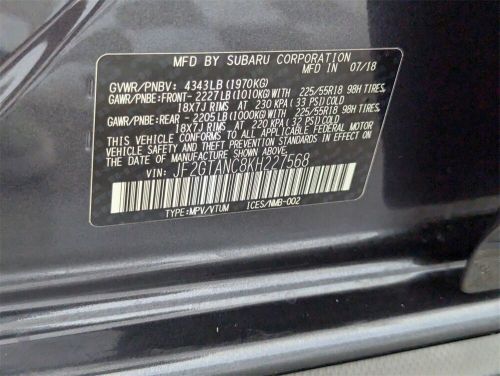 MFD BY SUBARU CORPORATION
MFD IN 07/18
GVWR/PNBV: 4343LB(1970KG)
GAWR/PNBE:FRONT- 2227LB(1010KG)WITH 225/55R18 98H TIRES,
18X7J RIMS AT 230 KPA(33 PSI)COLD
GAWR/PNBE:REAR - 2205LB(1000KG)WITH 225/55R18 98H TIRES,
18X7J RIMS AT 220 KPA(32 PSI)COLD
THIS VEHICLE CONFORMS TO ALL APPLICABLE FEDERAL MOTOR
VEHICLE SAFETY AND THEFT PREVENTION STANDARDS IN EFFECT ON
THE DATE OF MANUFACTURE SHOWN ABOVE.
VIN: JF2GTANC8KH227568
TYPE:MPV/VTUM ICES/NMB-002